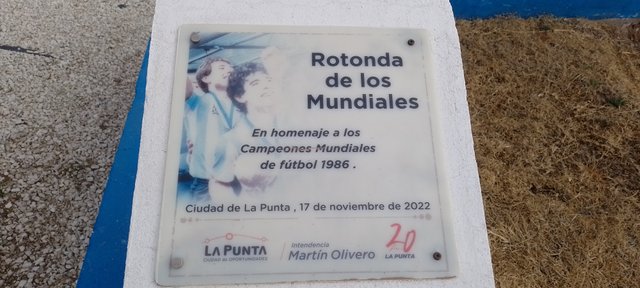 Rotonda
de los
Mundiales
En homenaje a los
Campeones Mundiales
de fútbol 1986 .
Ciudad de La Punta , 17 de noviembre de 2022
LA PUNTA
CIUDAD DE OPORTUNIDADES
Intendencia
Martín Olivero
20
LA PUNTA